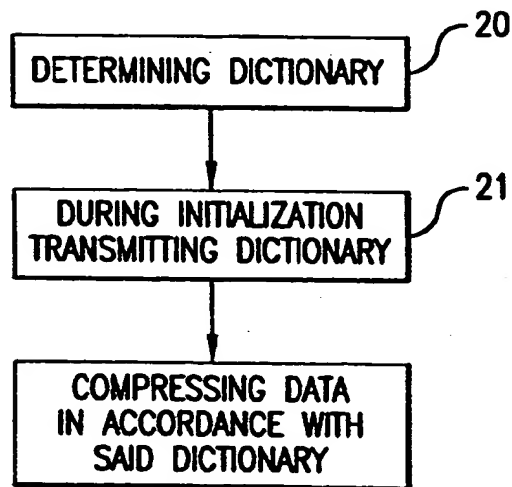 20
DETERMINING DICTIONARY
21
DURING INITIALIZATION
TRANSMITTING DICTIONARY
COMPRESSING DATA
IN ACCORDANCE WITH
SAID DICTIONARY